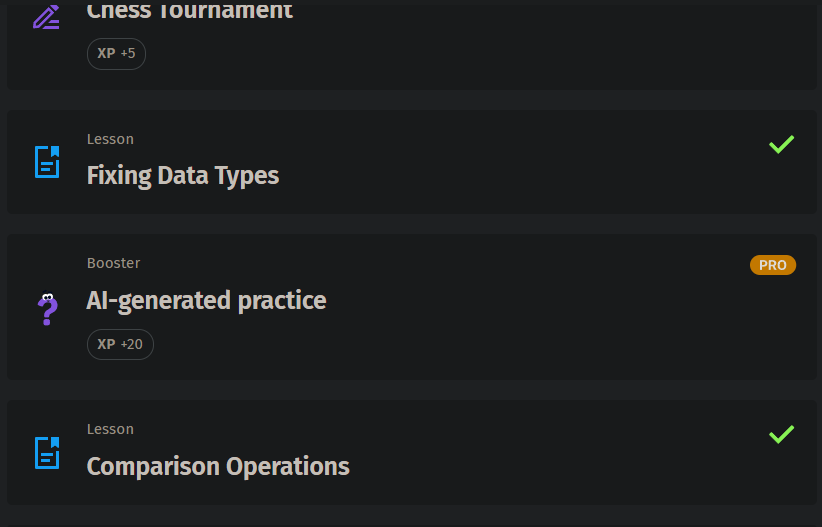 Chess Tournament
XP +5
Lesson
Fixing Data Types
Booster
PRO
AI-generated practice
XP +20
Lesson
Comparison Operations